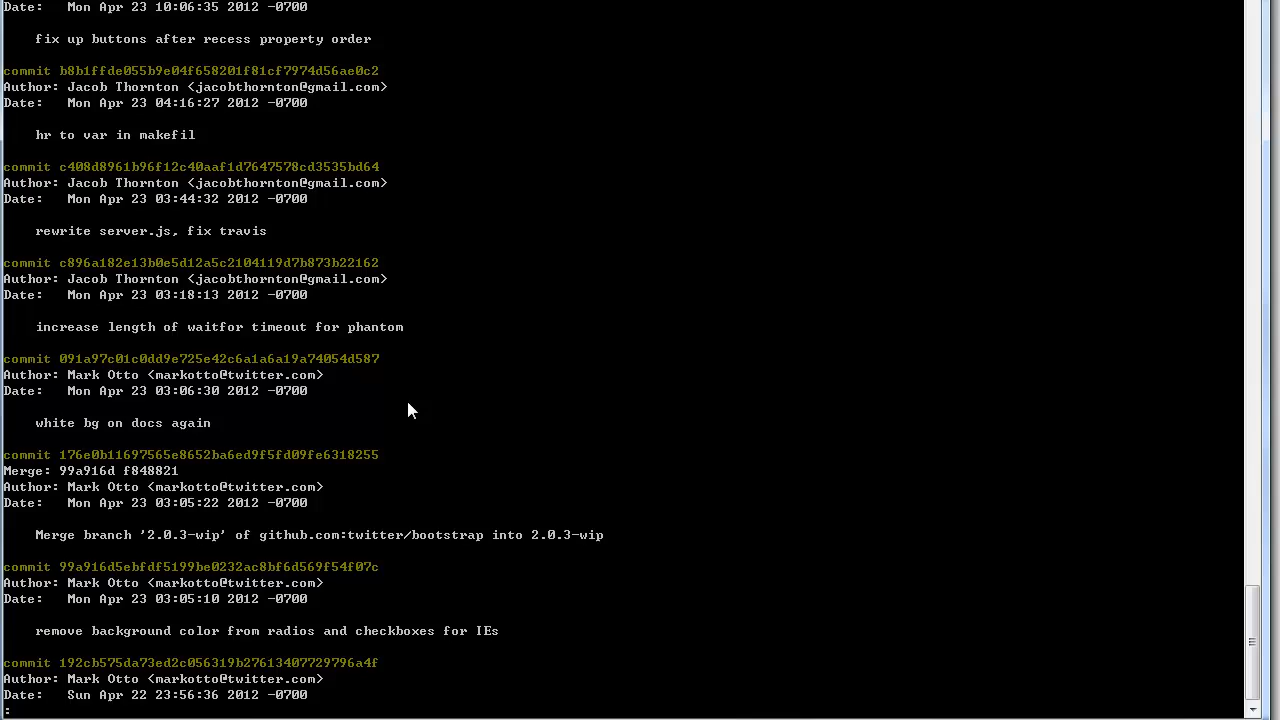 Date:   Mon Apr 23 10:06:35 2012 -0700
fix up buttons after recess property order
commit b8b1ffde055b9e04f658201f81cf7974d56ae0c2
Author: Jacob Thornton <jacobthornton@gmail.com>
Date:   Mon Apr 23 04:16:27 2012 -0700
hr to var in makefil
commit c408d8961b96f12c40aaf1d7647578cd3535bd64
Author: Jacob Thornton <jacobthornton@gmail.com>
Date:   Mon Apr 23 03:44:32 2012 -0700
rewrite server.js, fix travis
commit c896a182e13b0e5d12a5c2104119d7b873b22162
Author: Jacob Thornton <jacobthornton@gmail.com>
Date:   Mon Apr 23 03:18:13 2012 -0700
increase length of waitfor timeout for phantom
commit 091a97c01c0dd9e725e42c6a1a6a19a74054d587
Author: Mark Otto <markotto@twitter.com>
Date:   Mon Apr 23 03:06:30 2012 -0700
white bg on docs again
commit 176e0b11697565e8652ba6ed9f5fd09fe6318255
Merge: 99a916d f848821
Author: Mark Otto <markotto@twitter.com>
Date:   Mon Apr 23 03:05:22 2012 -0700
Merge branch '2.0.3-wip' of github.com:twitter/bootstrap into 2.0.3-wip
commit 99a916d5ebfdf5199be0232ac8bf6d569f54f07c
Author: Mark Otto <markotto@twitter.com>
Date:   Mon Apr 23 03:05:10 2012 -0700
remove background color from radios and checkboxes for IEs
commit 192cb575da73ed2c056319b27613407729796a4f
Author: Mark Otto <markotto@twitter.com>
Date:   Sun Apr 22 23:56:36 2012 -0700
: